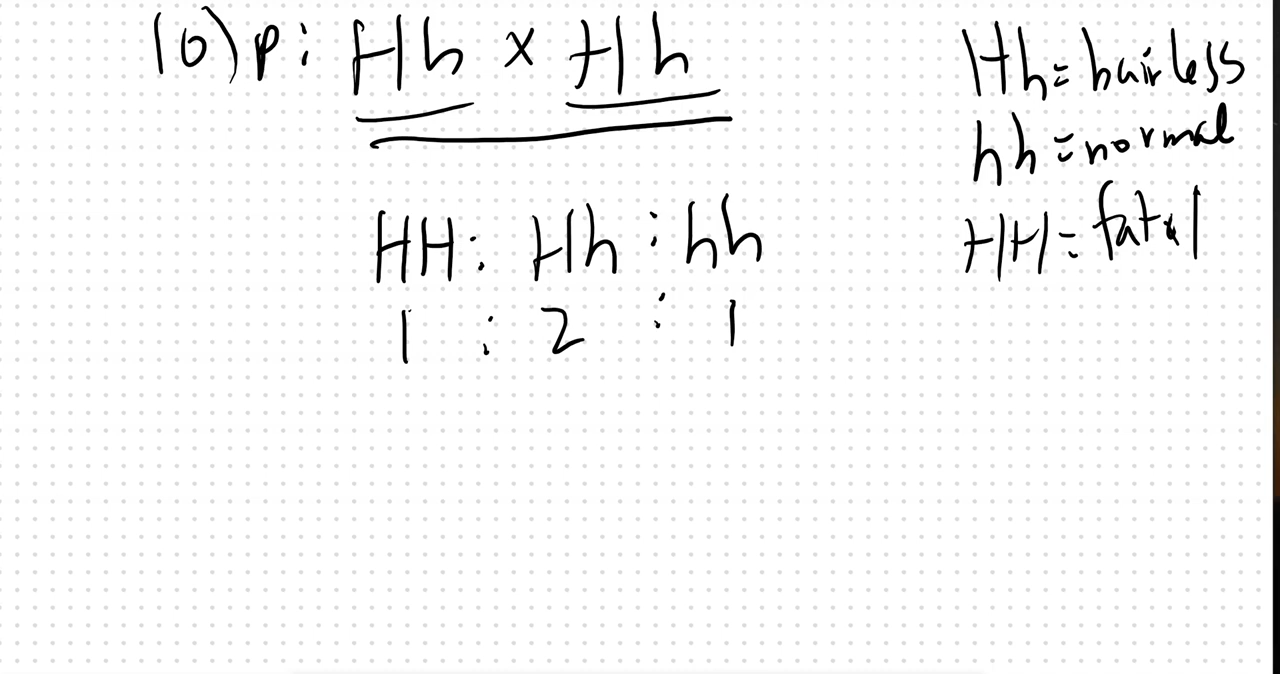 10) P: Hh x Hh
HH : Hh : hh
1 : 2 : 1
Hh = hairless
hh = normal
HH = fatal